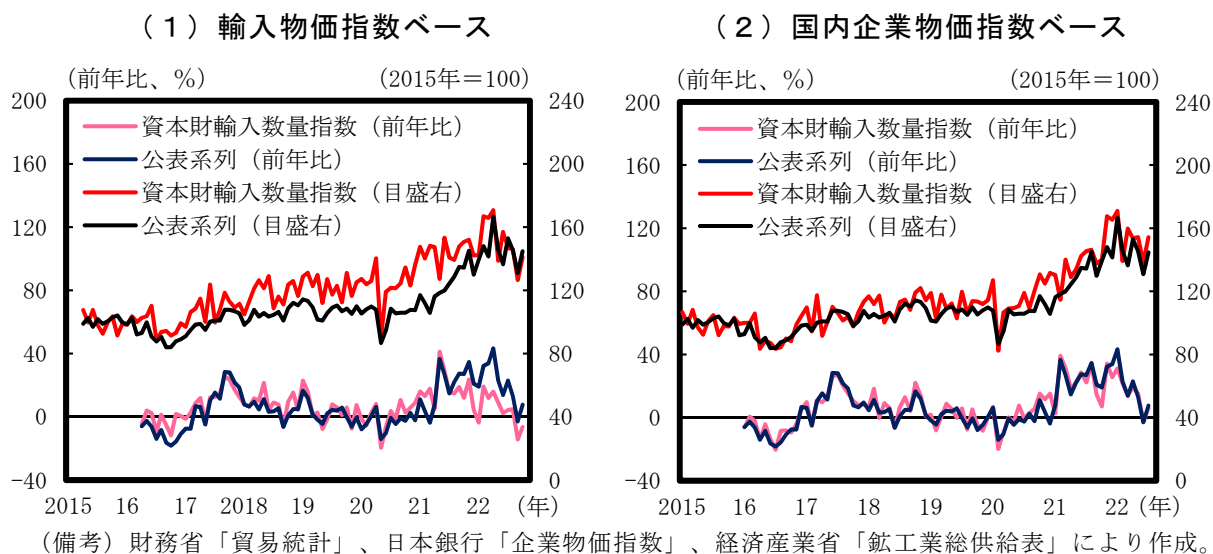 （１）輸入物価指数ベース
(前年比、%)
(2015年＝100)
200
160
120
80
40
0
−40
240
200
160
120
80
40
0
資本財輸入数量指数（前年比）
公表系列（前年比）
資本財輸入数量指数（目盛右）
公表系列（目盛右）
2015 16 17 2018 19 20 21 22 (年)
（２）国内企業物価指数ベース
(前年比、%)
(2015年＝100)
200
160
120
80
40
0
−40
240
200
160
120
80
40
0
資本財輸入数量指数（前年比）
公表系列（前年比）
資本財輸入数量指数（目盛右）
公表系列（目盛右）
2015 16 17 18 19 20 21 22 (年)
（備考）財務省「貿易統計」、日本銀行「企業物価指数」、経済産業省「鉱工業総供給表」により作成。